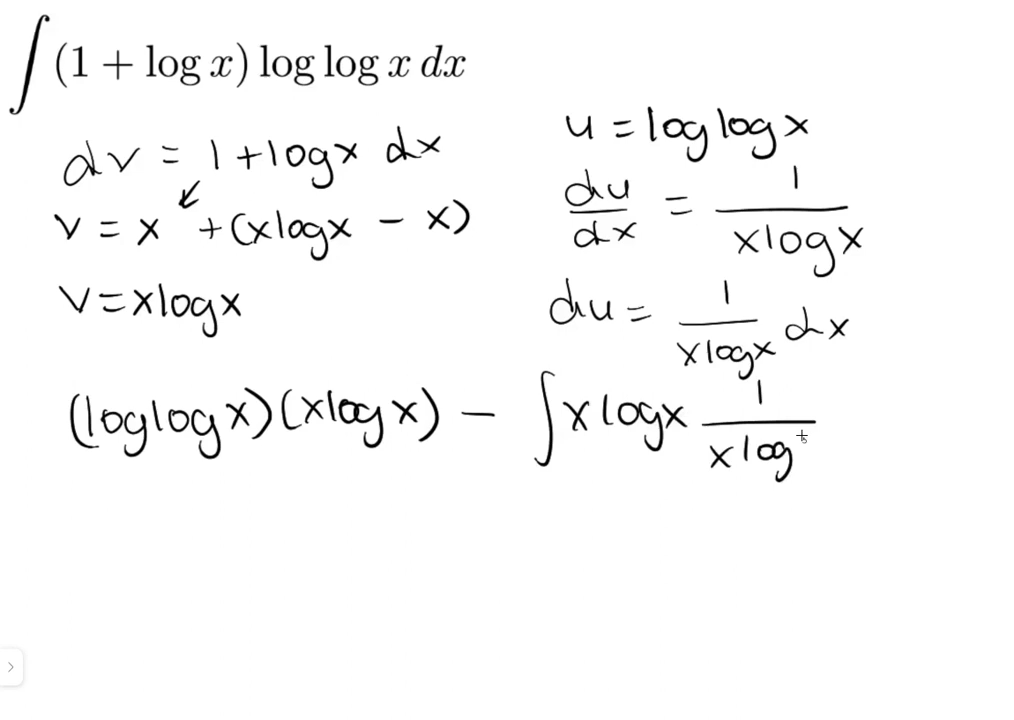 ∫ (1 + log x) log log x dx
dv = 1 + log x dx
v = x + (x log x − x)
v = x log x
u = log log x
du/dx = 1/(x log x)
du = 1/(x log x) dx
(log log x)(x log x) − ∫ x log x 1/(x log